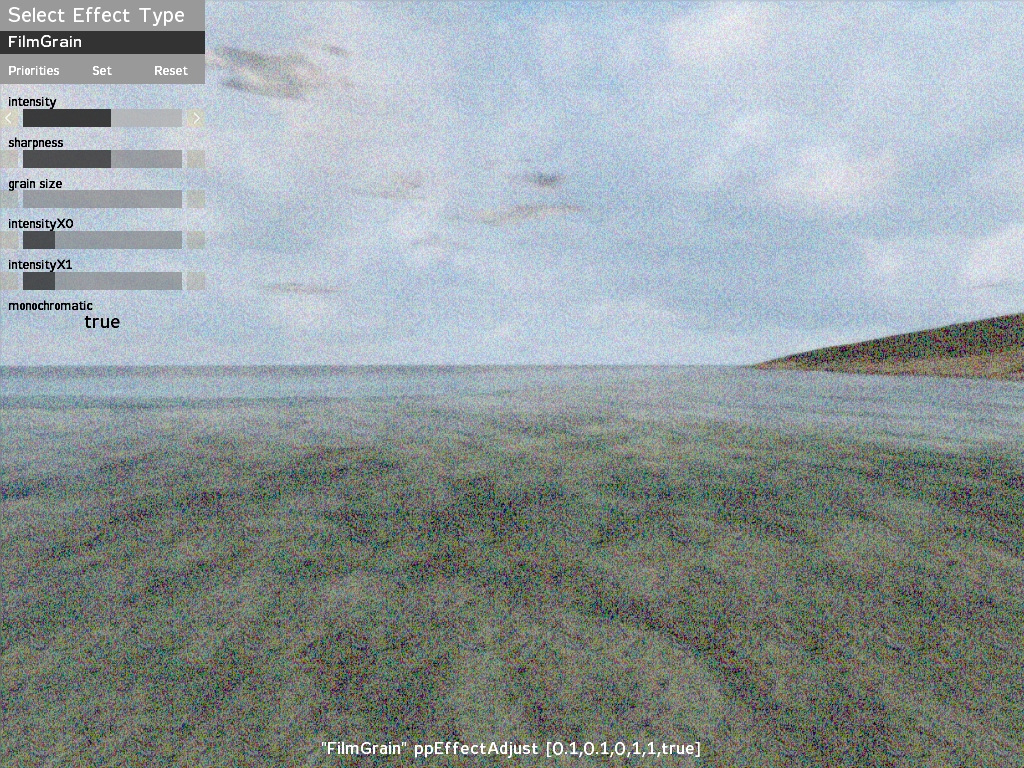 Select Effect Type
FilmGrain
Priorities Set Reset
intensity
sharpness
grain size
intensityX0
intensityX1
monochromatic
true
"FilmGrain" ppEffectAdjust [0.1,0.1,0,1,1,true]